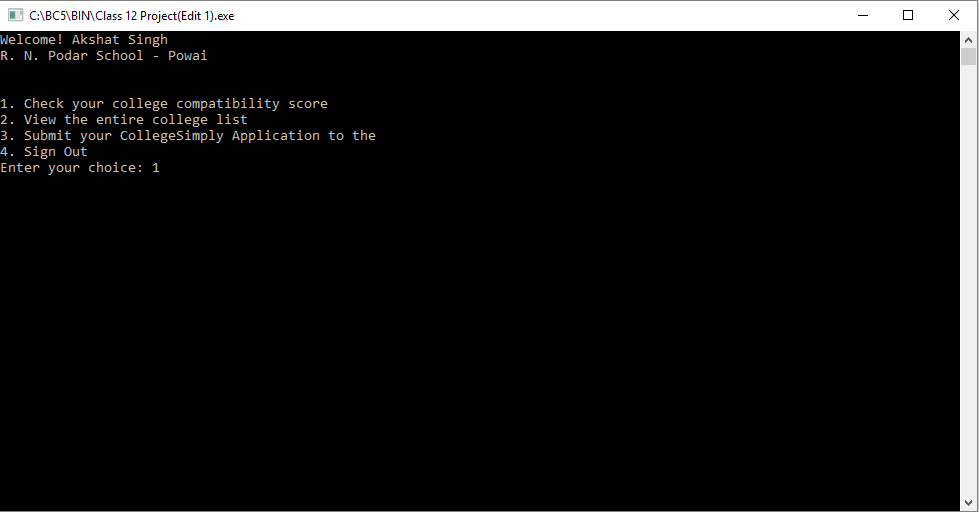 C:\BC5\BIN\Class 12 Project(Edit 1).exe
Welcome! Akshat Singh
R. N. Podar School - Powai
1. Check your college compatibility score
2. View the entire college list
3. Submit your CollegeSimply Application to the
4. Sign Out
Enter your choice: 1